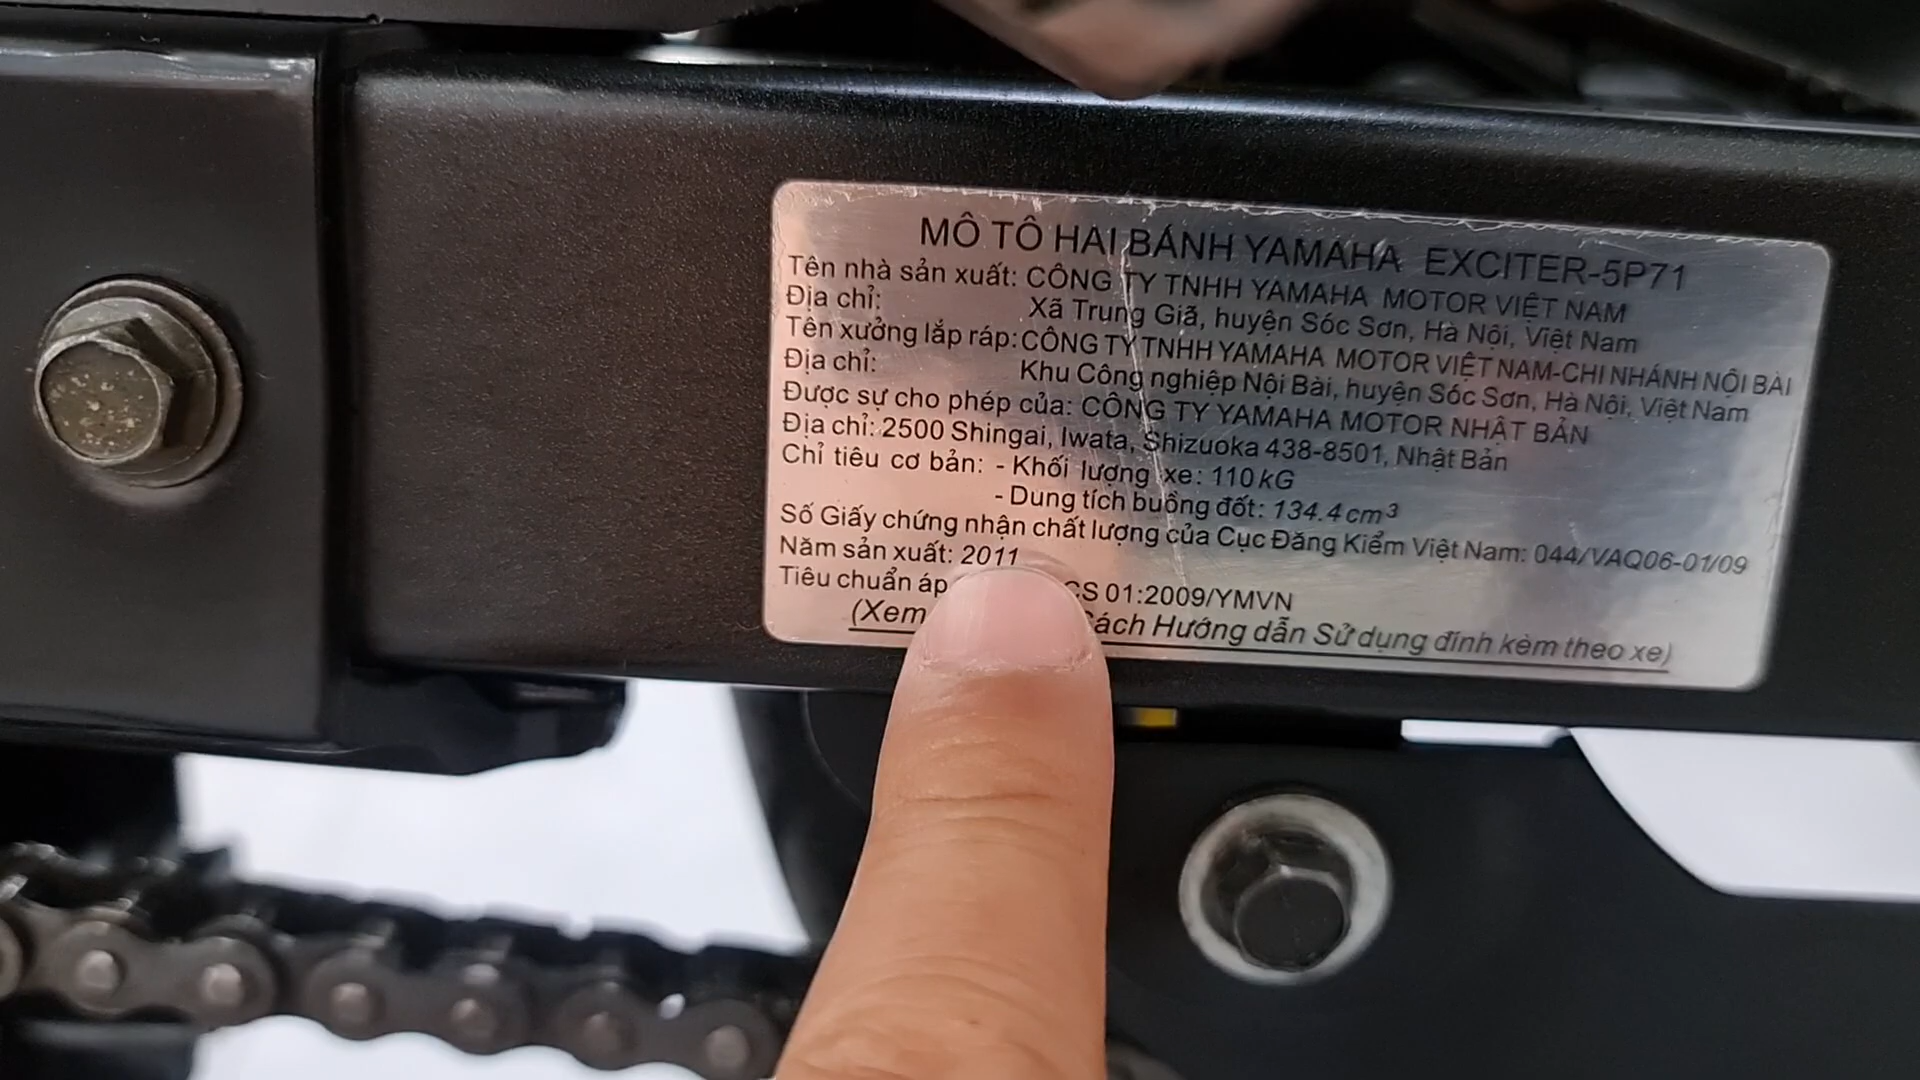 MÔ TÔ HAI BÁNH YAMAHA EXCITER-5P71
Tên nhà sản xuất: CÔNG TY TNHH YAMAHA MOTOR VIỆT NAM
Địa chỉ: Xã Trung Giã, huyện Sóc Sơn, Hà Nội, Việt Nam
Tên xưởng lắp ráp: CÔNG TY TNHH YAMAHA MOTOR VIỆT NAM-CHI NHÁNH NỘI BÀI
Địa chỉ: Khu Công nghiệp Nội Bài, huyện Sóc Sơn, Hà Nội, Việt Nam
Được sự cho phép của: CÔNG TY YAMAHA MOTOR NHẬT BẢN
Địa chỉ: 2500 Shingai, Iwata, Shizuoka 438-8501, Nhật Bản
Chỉ tiêu cơ bản: - Khối lượng xe: 110kG
- Dung tích buồng đốt: 134.4cm³
Số Giấy chứng nhận chất lượng của Cục Đăng Kiểm Việt Nam: 044/VAQ06-01/09
Năm sản xuất: 2011
Tiêu chuẩn áp CS 01:2009/YMVN
(Xem Sách Hướng dẫn Sử dụng đính kèm theo xe)